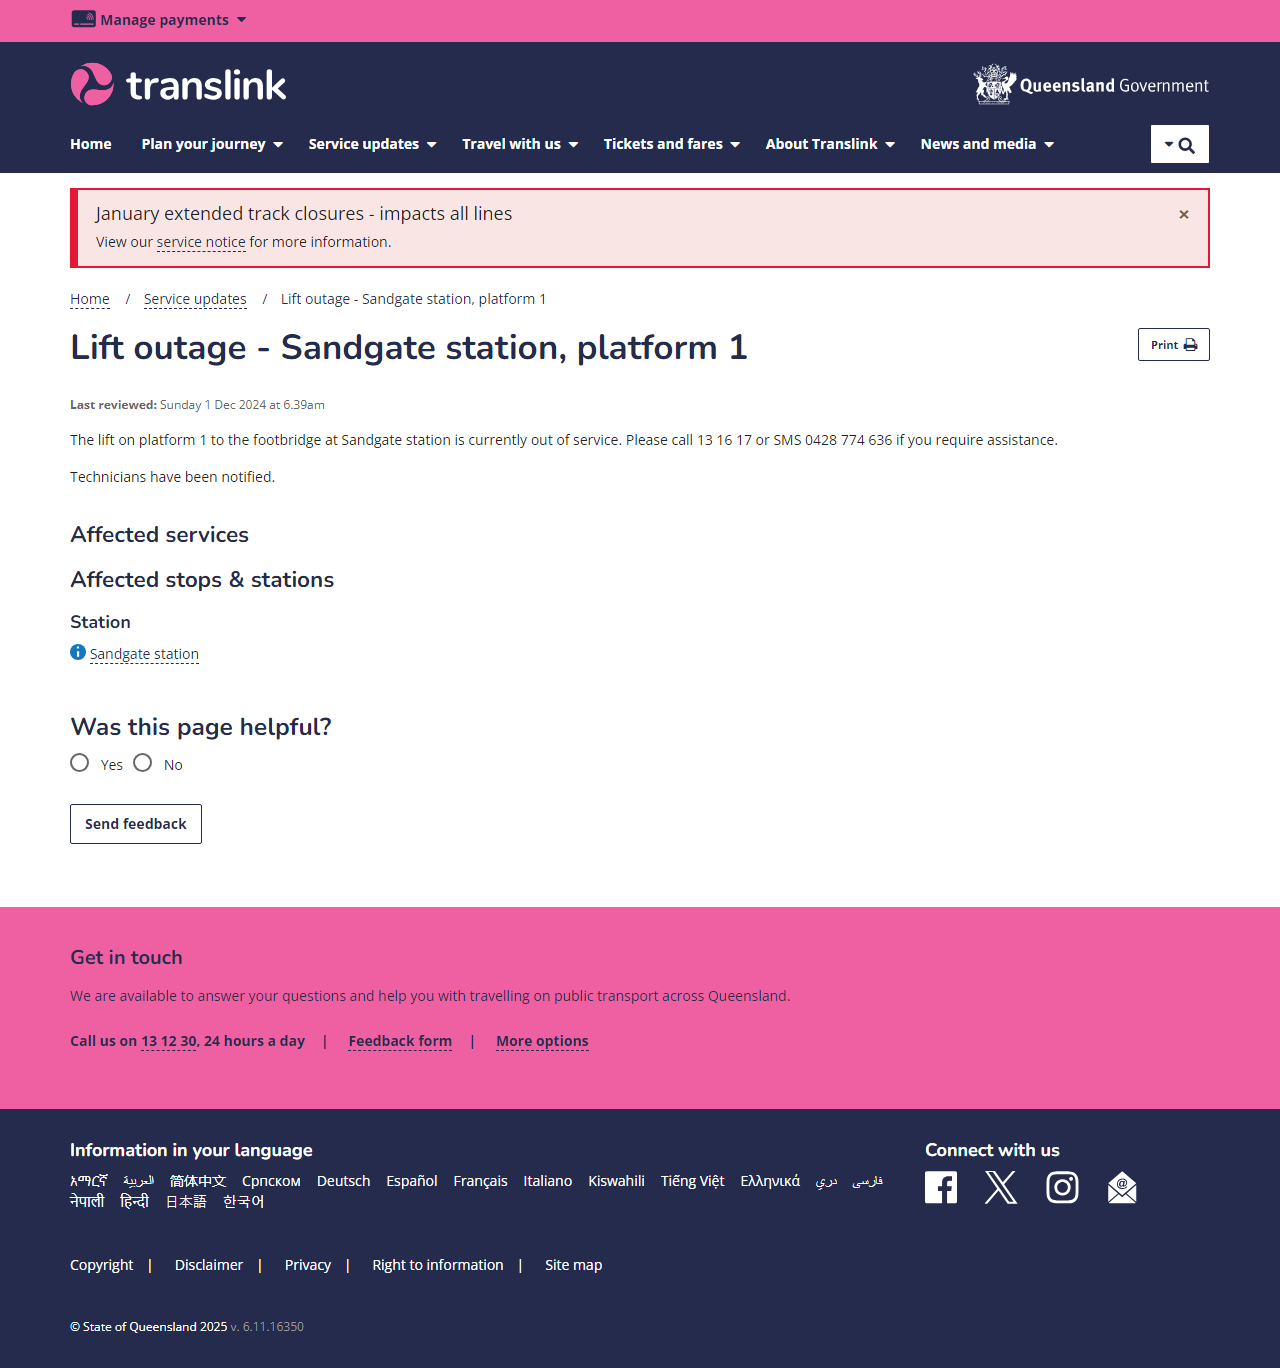 Manage payments
translink
Queensland Government
Home Plan your journey Service updates Travel with us Tickets and fares About Translink News and media
January extended track closures - impacts all lines
×
View our service notice for more information.
Home / Service updates / Lift outage - Sandgate station, platform 1
Lift outage - Sandgate station, platform 1
Print
Last reviewed: Sunday 1 Dec 2024 at 6.39am
The lift on platform 1 to the footbridge at Sandgate station is currently out of service. Please call 13 16 17 or SMS 0428 774 636 if you require assistance.
Technicians have been notified.
Affected services
Affected stops & stations
Station
Sandgate station
Was this page helpful?
Yes No
Send feedback
Get in touch
We are available to answer your questions and help you with travelling on public transport across Queensland.
Call us on 13 12 30, 24 hours a day | Feedback form | More options
Information in your language
Connect with us
አማርኛ العربية 简体中文 Српском Deutsch Español Français Italiano Kiswahili Tiếng Việt Ελληνικά دري فارسی
नेपाली हिन्दी 日本語 한국어
Copyright | Disclaimer | Privacy | Right to information | Site map
© State of Queensland 2025 v. 6.11.16350